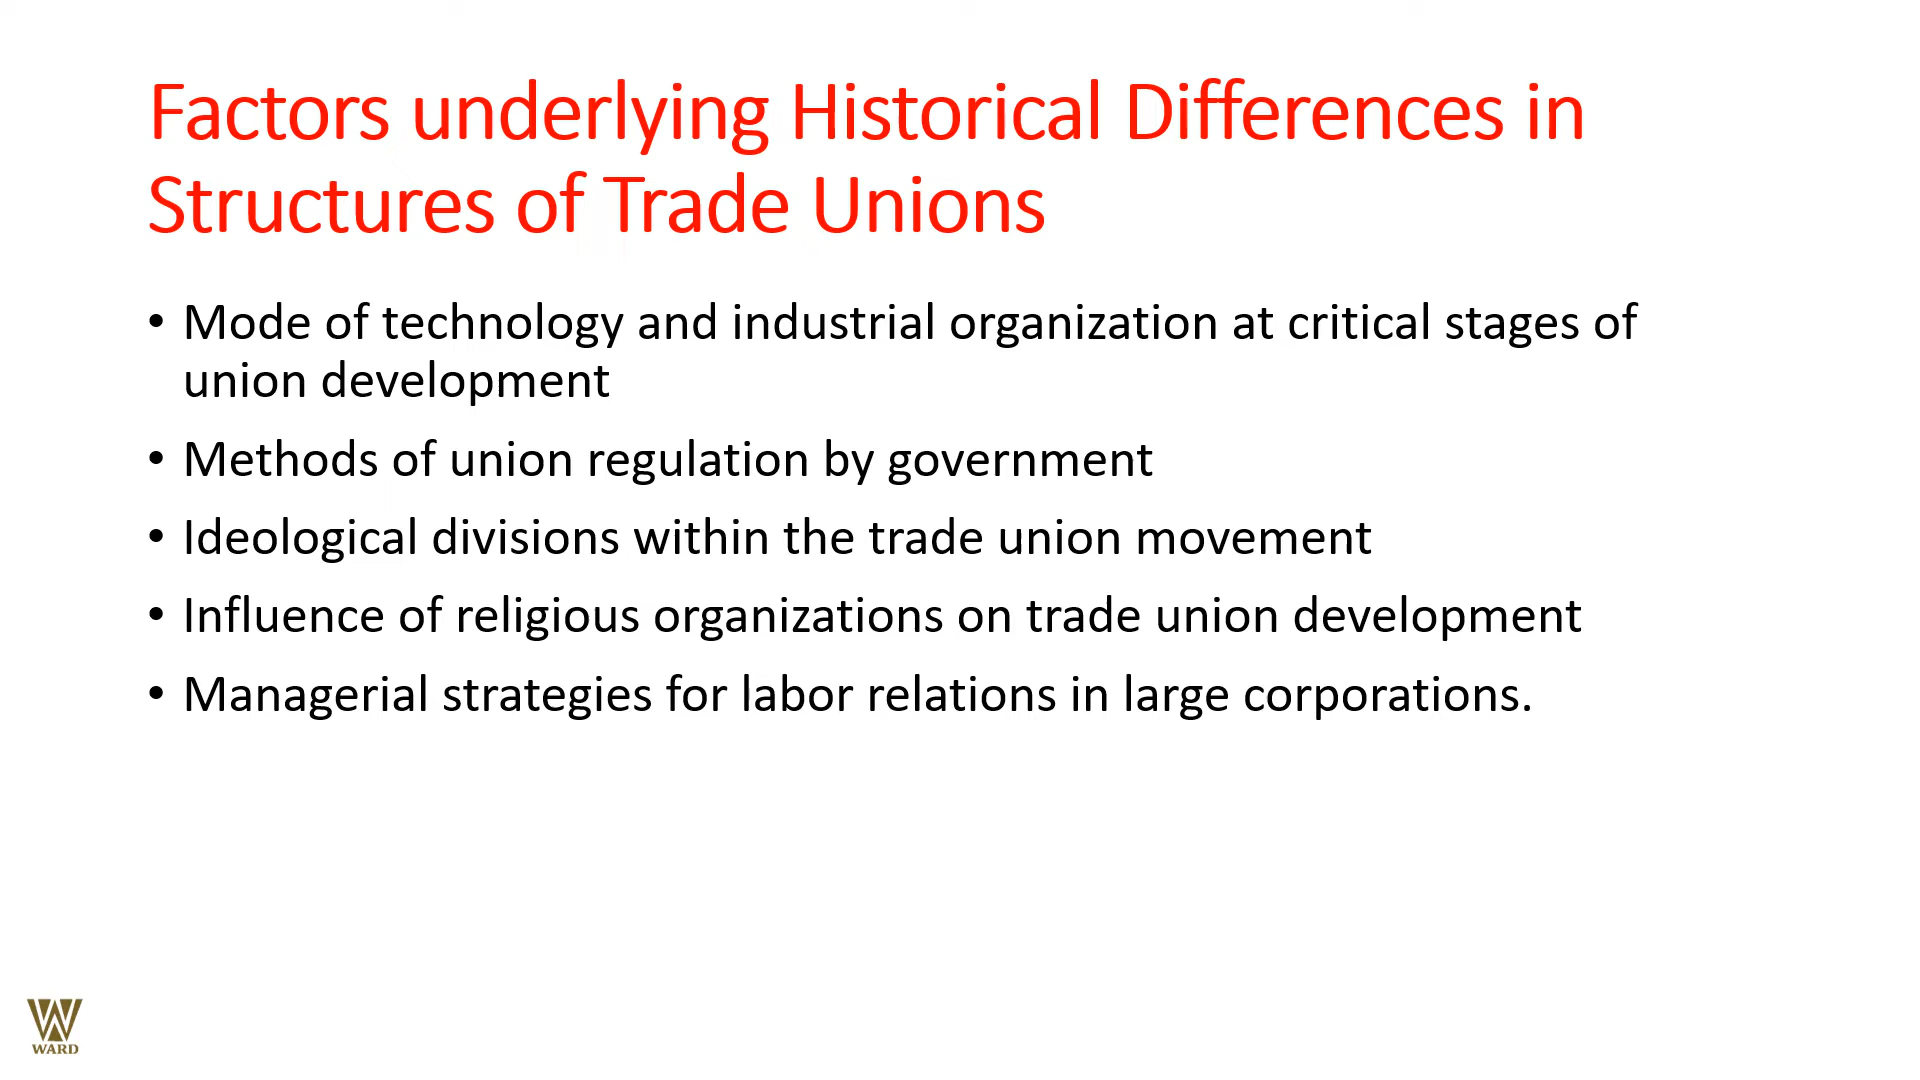 Factors underlying Historical Differences in
Structures of Trade Unions
• Mode of technology and industrial organization at critical stages of
union development
• Methods of union regulation by government
• Ideological divisions within the trade union movement
• Influence of religious organizations on trade union development
• Managerial strategies for labor relations in large corporations.
WARD